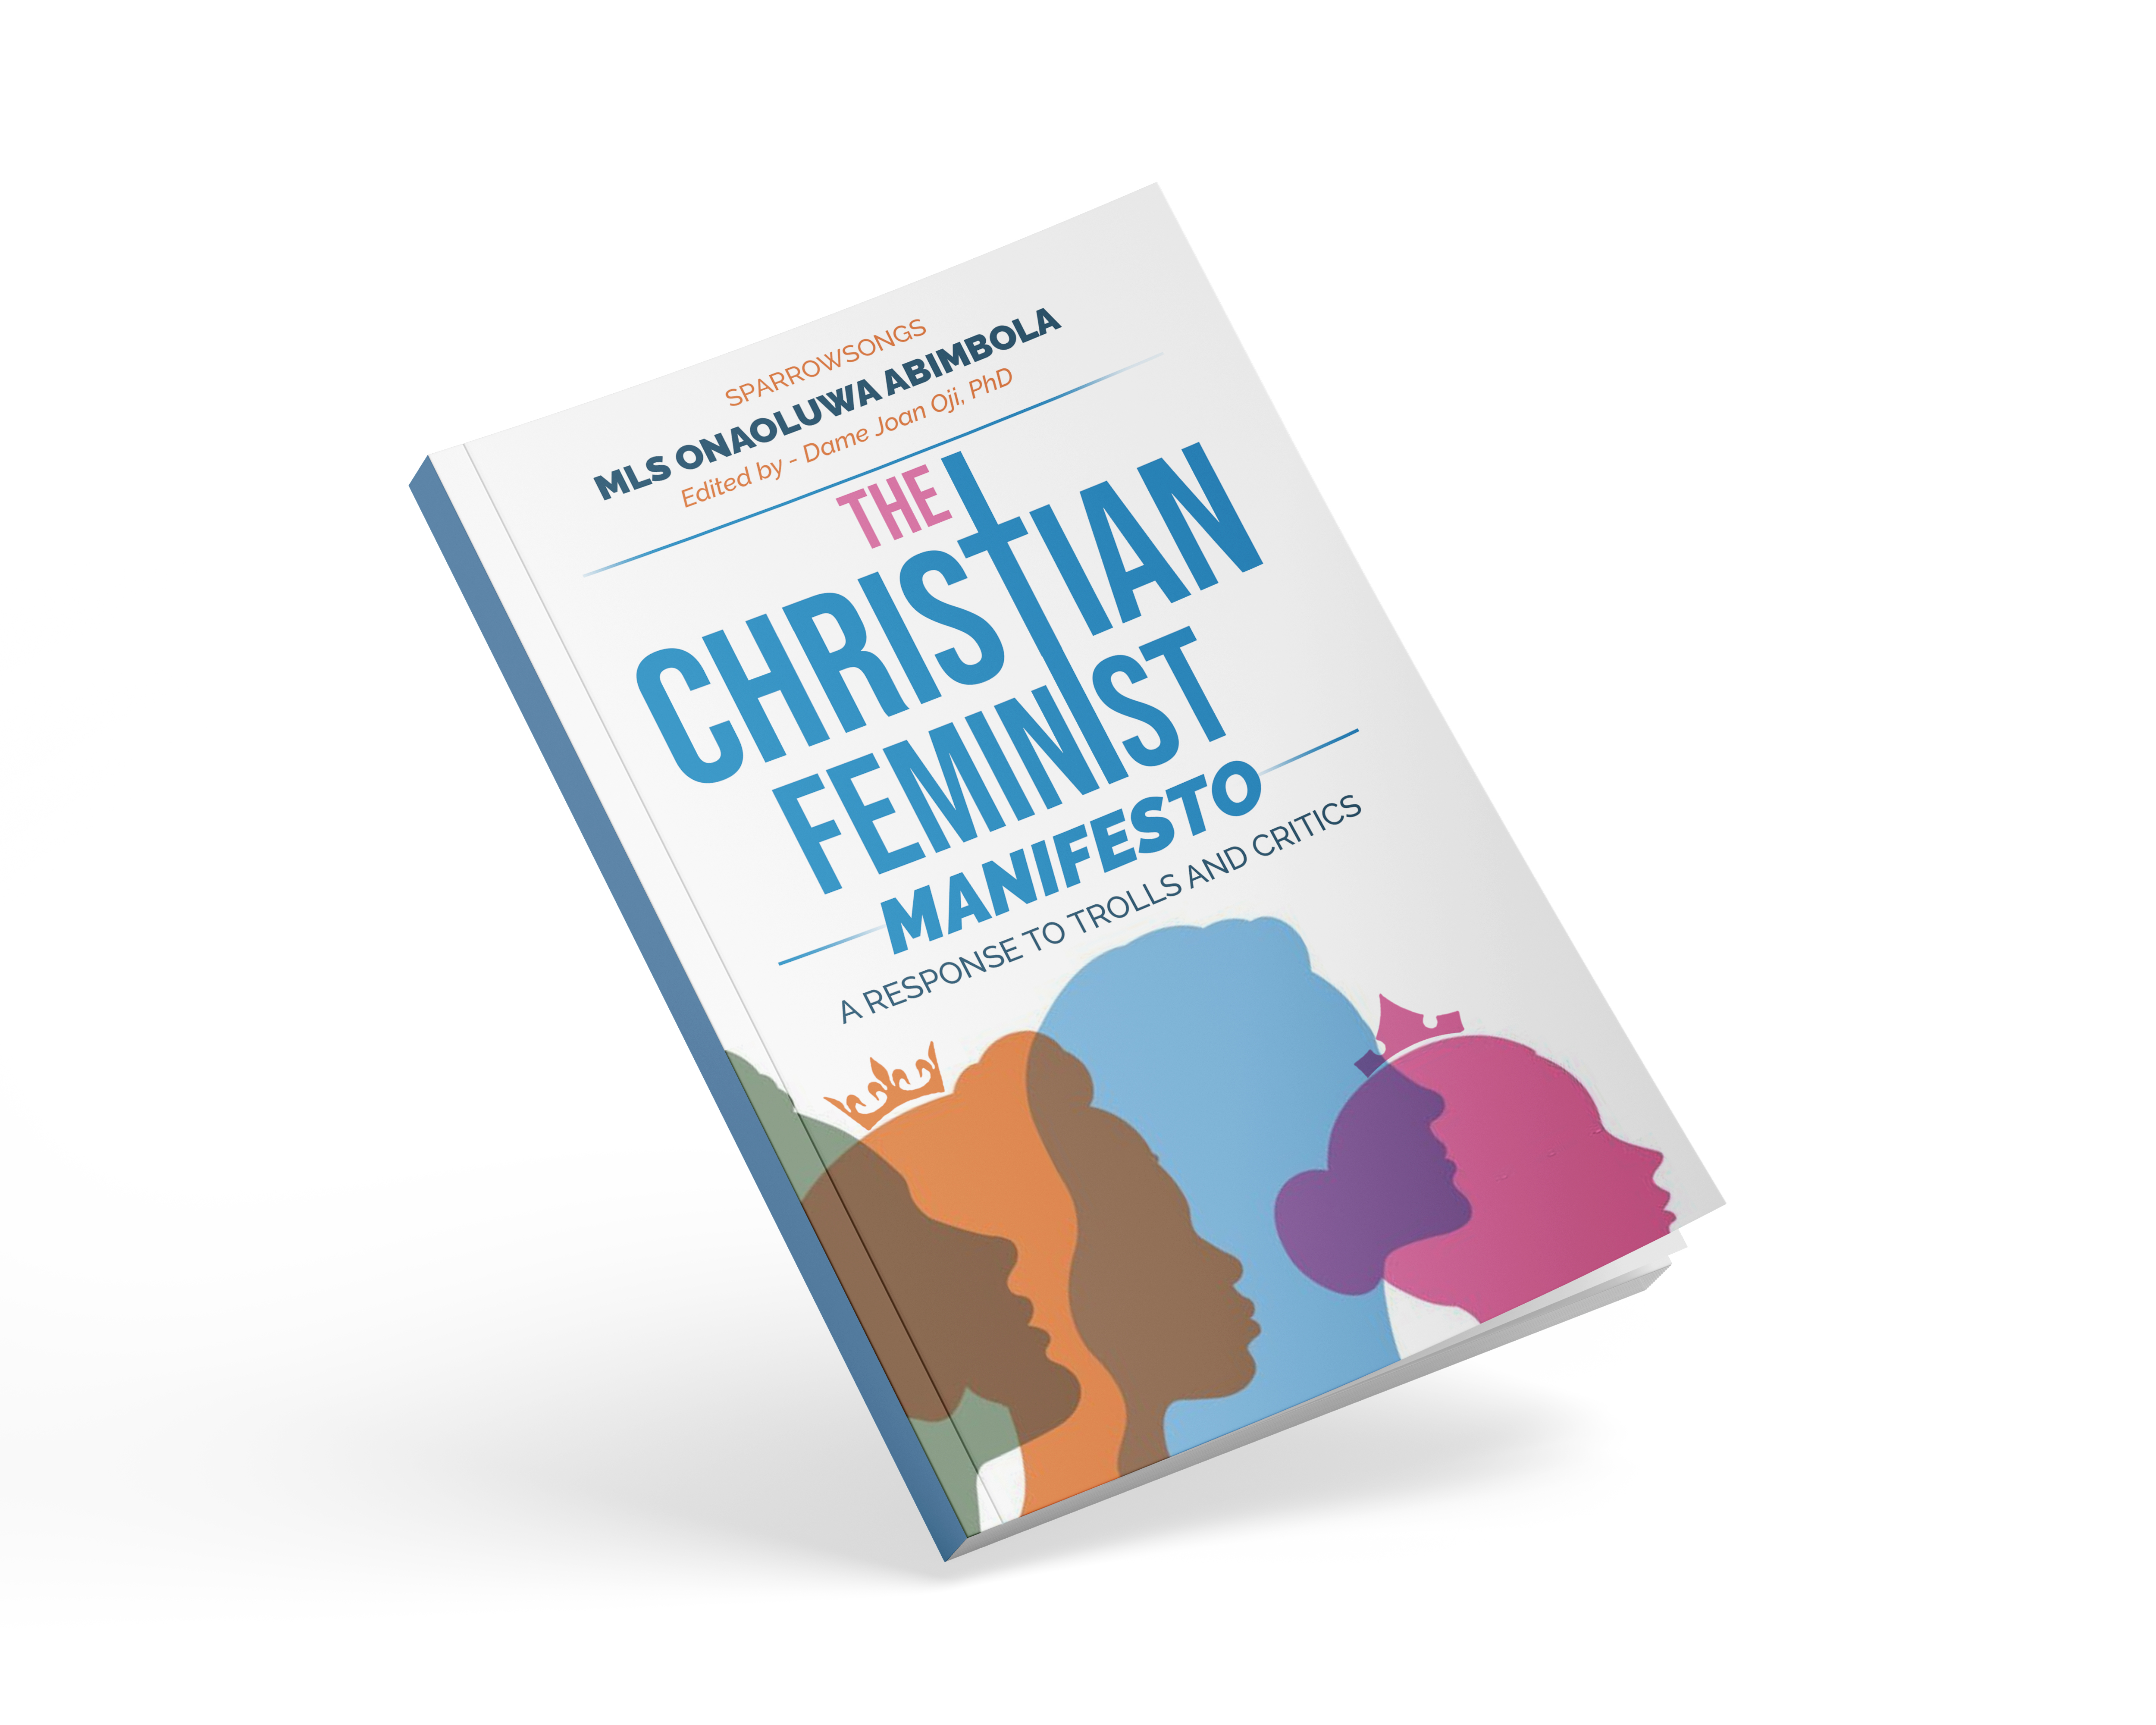 SPARROWSONGS
MLS ONAOLUWA ABIMBOLA
Edited by - Dame Joan Oji, PhD
THE
CHRISTIAN
FEMINIST
MANIFESTO
A RESPONSE TO TROLLS AND CRITICS